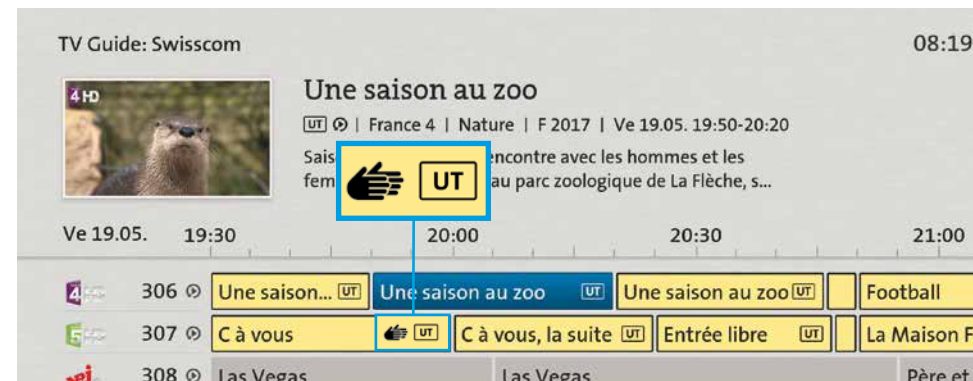 TV Guide: Swisscom 08:19
4 HD
Une saison au zoo
UT | France 4 | Nature | F 2017 | Ve 19.05. 19:50-20:20
Sais encontre avec les hommes et les
fem au parc zoologique de La Flèche, s...
UT
Ve 19.05. 19:30 20:00 20:30 21:00
4 306 Une saison... UT Une saison au zoo UT Une saison au zoo UT Football
5 307 C à vous UT C à vous, la suite UT Entrée libre UT La Maison F
308 Las Vegas Las Vegas Père et